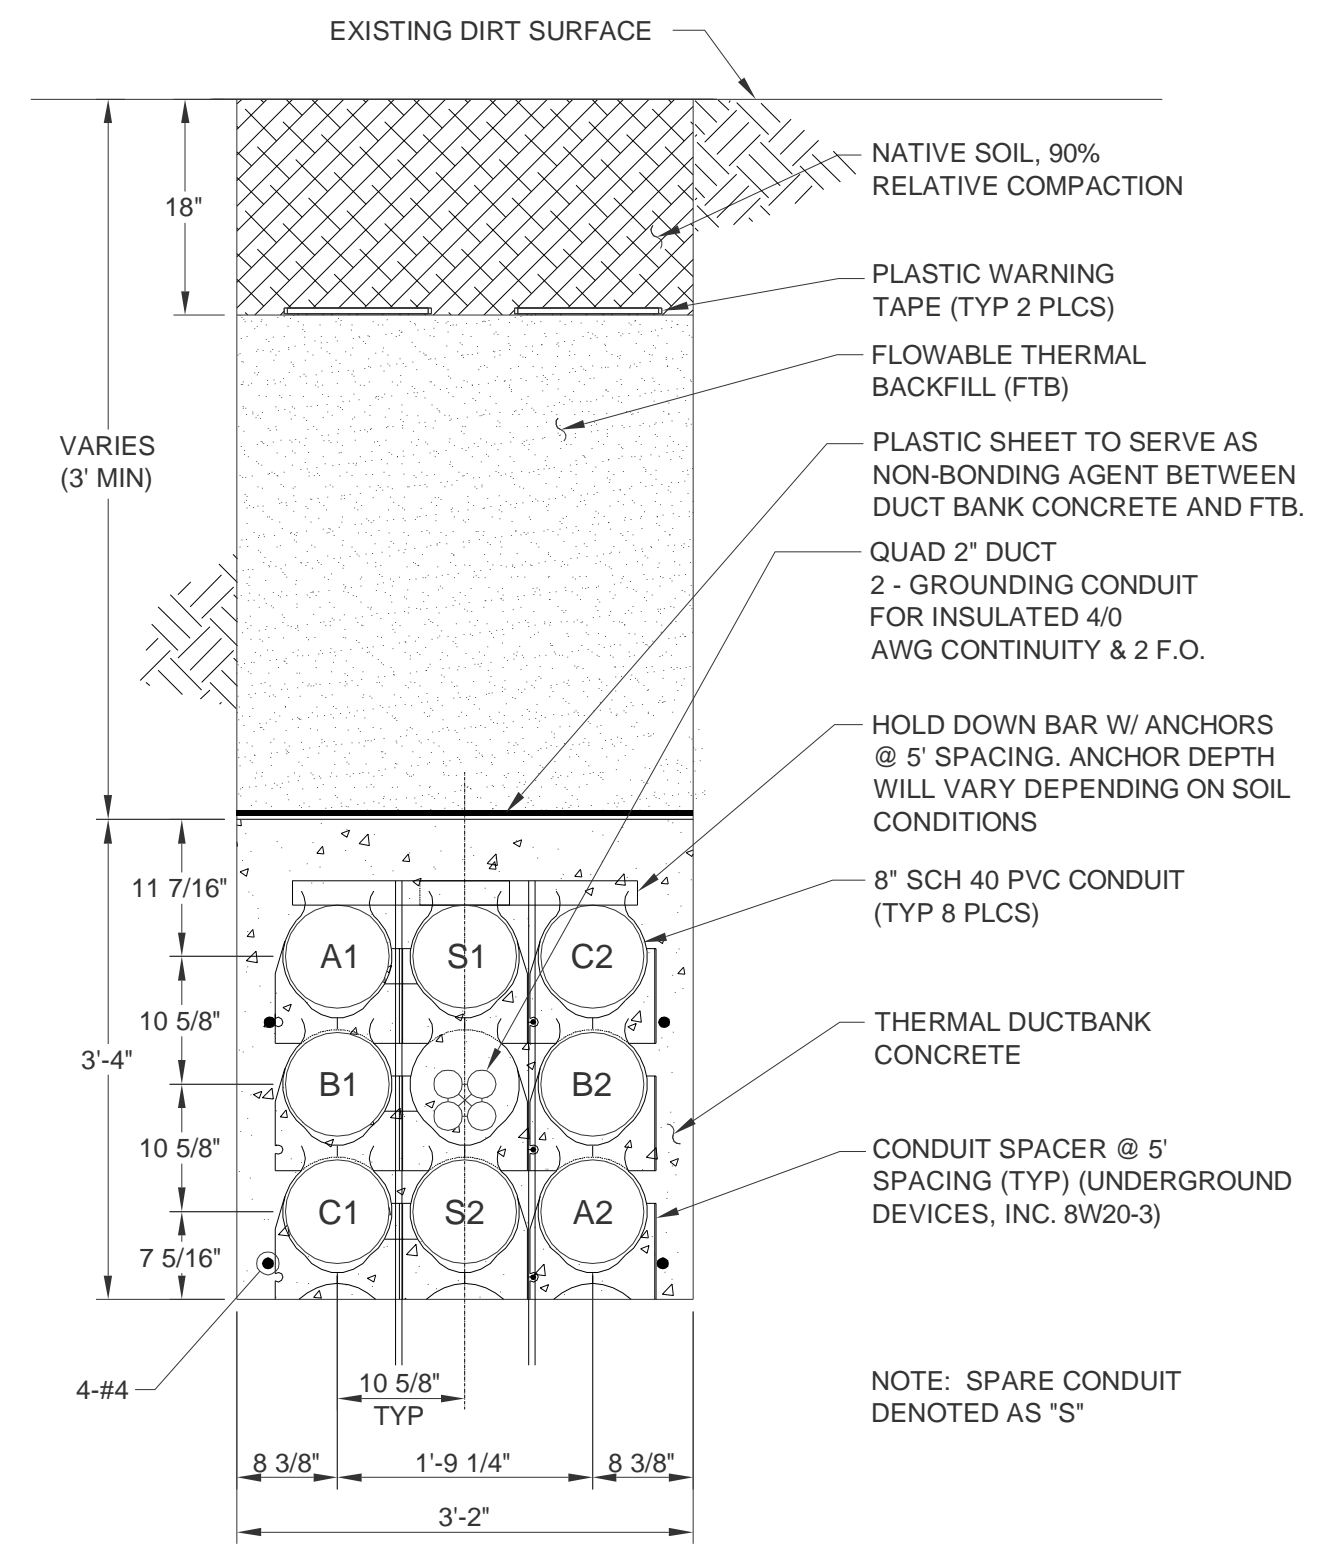 EXISTING DIRT SURFACE
NATIVE SOIL, 90%
RELATIVE COMPACTION
18"
PLASTIC WARNING
TAPE (TYP 2 PLCS)
FLOWABLE THERMAL
BACKFILL (FTB)
VARIES
(3' MIN)
PLASTIC SHEET TO SERVE AS
NON-BONDING AGENT BETWEEN
DUCT BANK CONCRETE AND FTB.
QUAD 2" DUCT
2 - GROUNDING CONDUIT
FOR INSULATED 4/0
AWG CONTINUITY & 2 F.O.
HOLD DOWN BAR W/ ANCHORS
@ 5' SPACING. ANCHOR DEPTH
WILL VARY DEPENDING ON SOIL
CONDITIONS
11 7/16"
8" SCH 40 PVC CONDUIT
(TYP 8 PLCS)
A1 S1 C2
10 5/8"
THERMAL DUCTBANK
CONCRETE
3'-4"
B1 B2
10 5/8"
CONDUIT SPACER @ 5'
SPACING (TYP) (UNDERGROUND
DEVICES, INC. 8W20-3)
C1 S2 A2
7 5/16"
4-#4
10 5/8"
TYP
NOTE: SPARE CONDUIT
DENOTED AS "S"
8 3/8" 1'-9 1/4" 8 3/8"
3'-2"